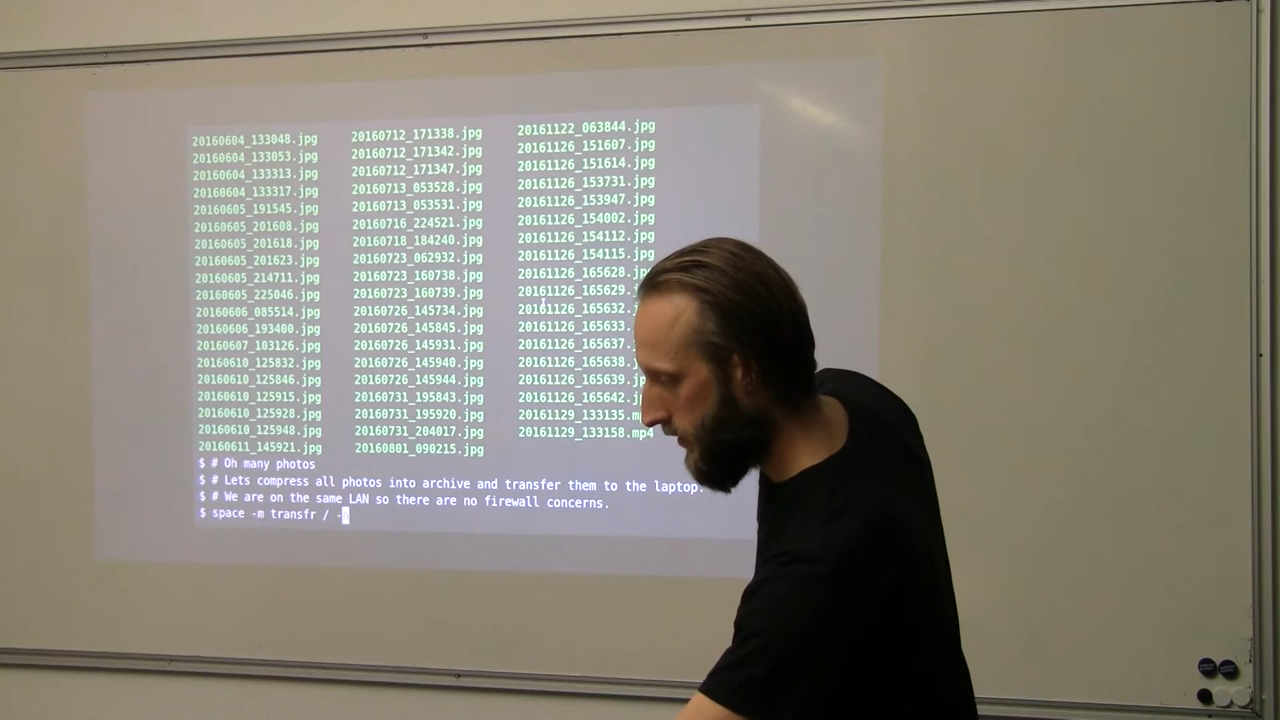 20160604_133048.jpg 20160712_171338.jpg 20161122_063844.jpg
20160604_133053.jpg 20160712_171342.jpg 20161126_151607.jpg
20160604_133313.jpg 20160712_171347.jpg 20161126_151614.jpg
20160604_133317.jpg 20160713_053528.jpg 20161126_153731.jpg
20160605_191545.jpg 20160713_053531.jpg 20161126_153947.jpg
20160605_201608.jpg 20160716_224521.jpg 20161126_154002.jpg
20160605_201618.jpg 20160718_184240.jpg 20161126_154112.jpg
20160605_201623.jpg 20160723_062932.jpg 20161126_154115.jpg
20160605_214711.jpg 20160723_160738.jpg 20161126_165628.jp
20160605_225046.jpg 20160723_160739.jpg 20161126_165629.j
20160606_085514.jpg 20160726_145734.jpg 20161126_165632.j
20160606_193400.jpg 20160726_145845.jpg 20161126_165633.
20160607_103126.jpg 20160726_145931.jpg 20161126_165637.
20160610_125832.jpg 20160726_145940.jpg 20161126_165638.
20160610_125846.jpg 20160726_145944.jpg 20161126_165639.j
20160610_125915.jpg 20160731_195843.jpg 20161126_165642.j
20160610_125928.jpg 20160731_195920.jpg 20161129_133135.m
20160610_125948.jpg 20160731_204017.jpg 20161129_133158.mp4
20160611_145921.jpg 20160801_090215.jpg
$ # Oh many photos
$ # Lets compress all photos into archive and transfer them to the laptop.
$ # We are on the same LAN so there are no firewall concerns.
$ space -m transfr / -